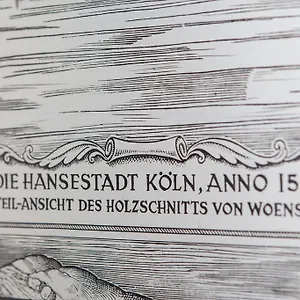 DIE HANSESTADT KÖLN, ANNO 15
TEIL-ANSICHT DES HOLZSCHNITTS VON WOENS